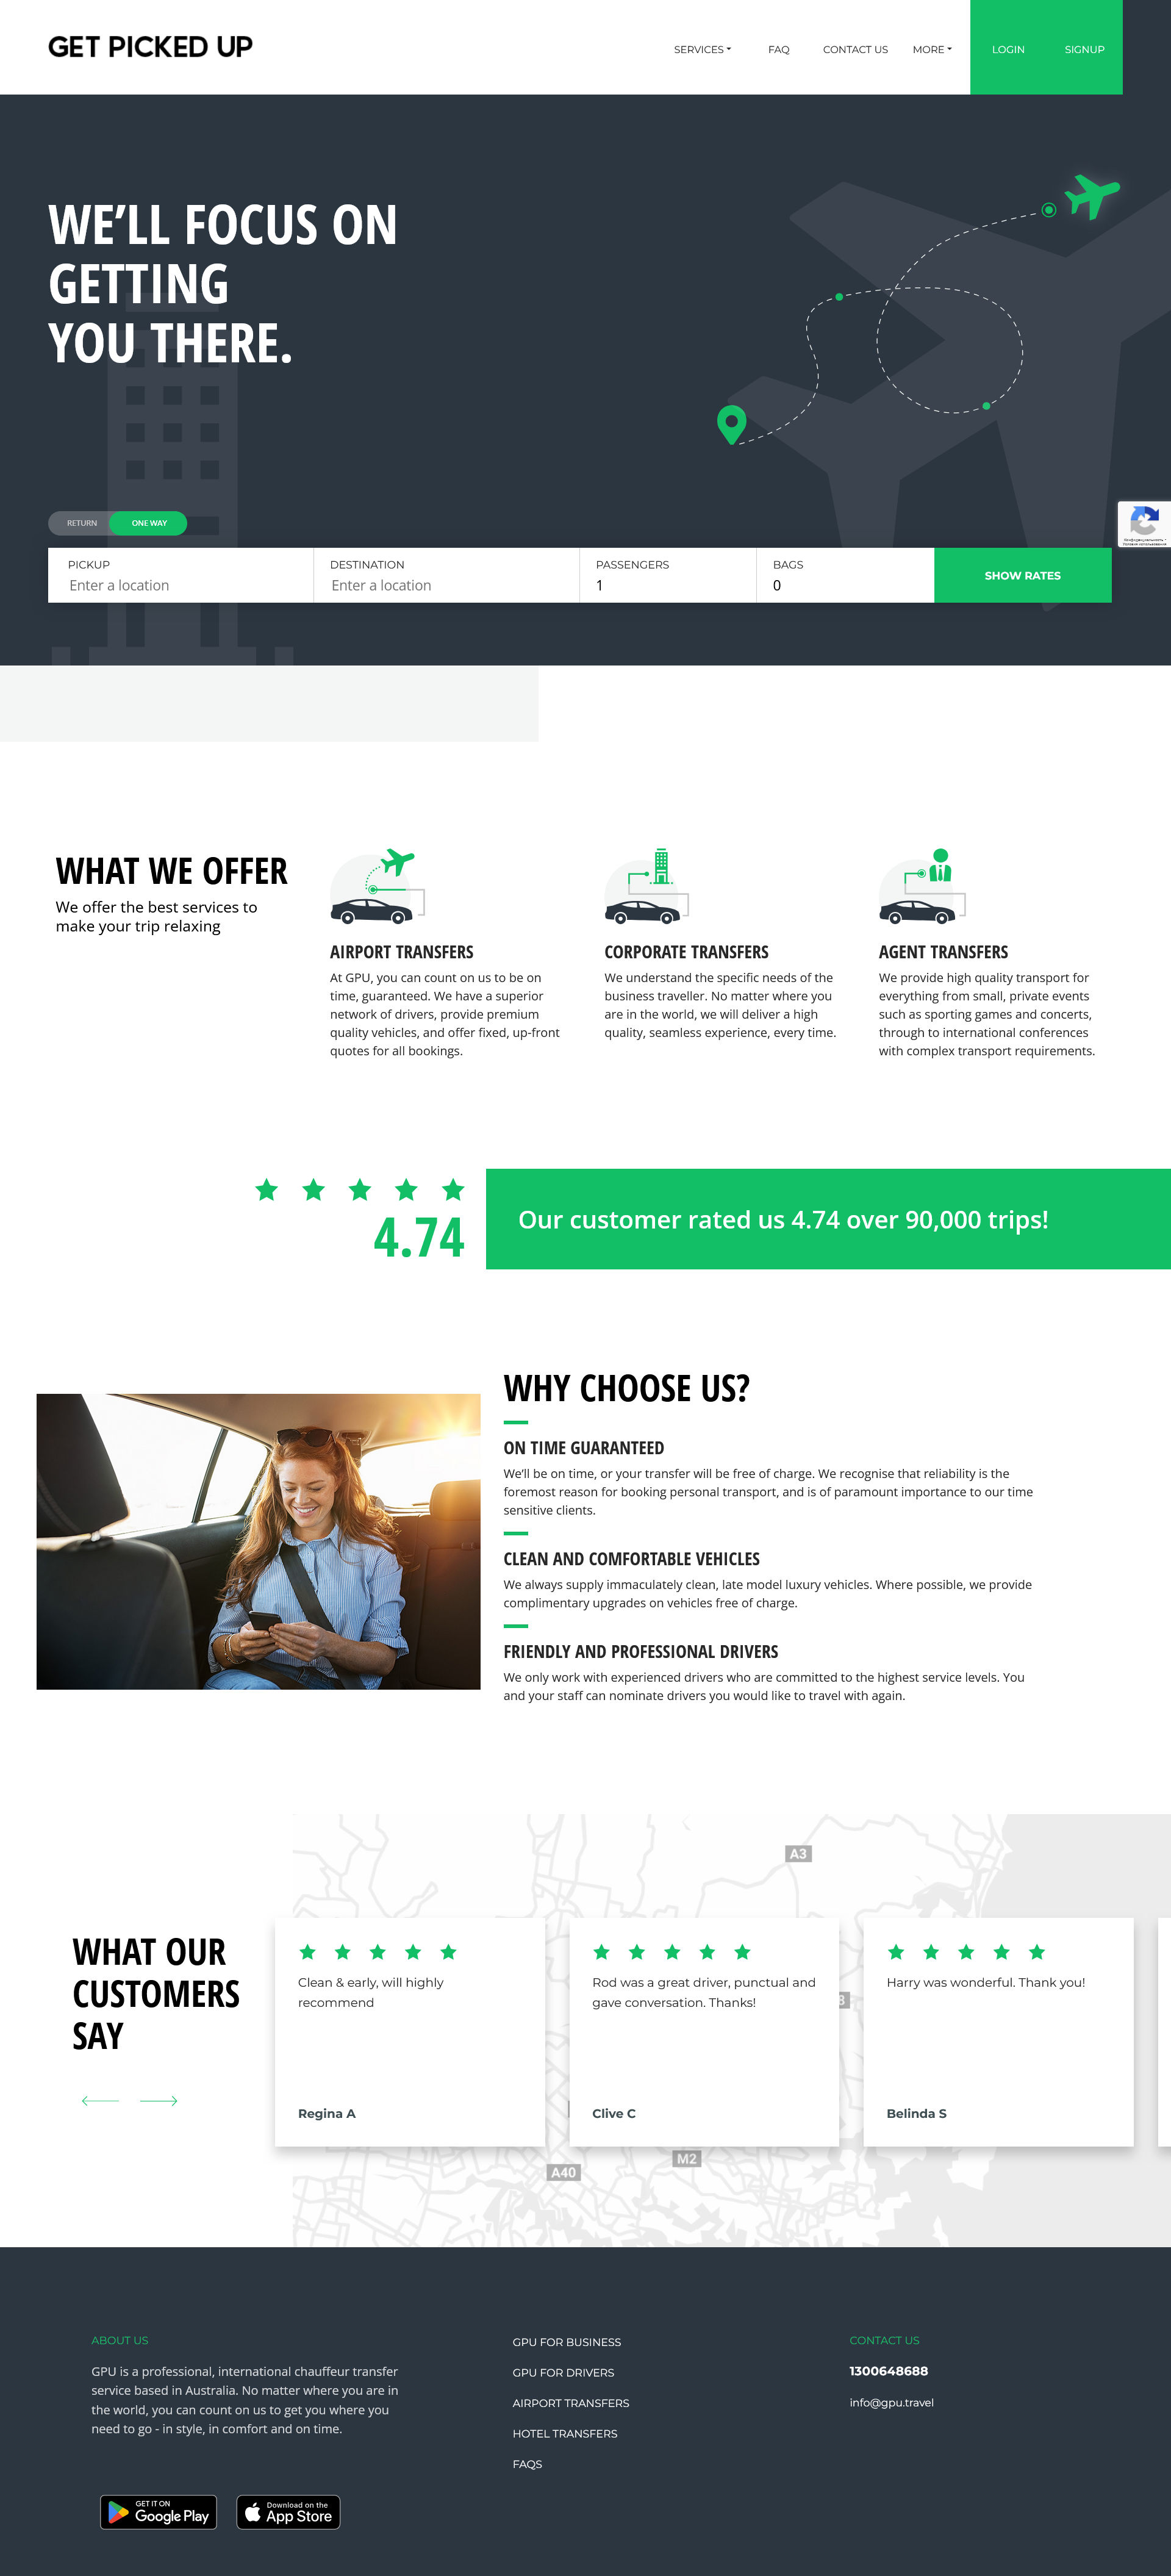 GET PICKED UP
SERVICES
FAQ
CONTACT US
MORE
LOGIN
SIGNUP
WE'LL FOCUS ON
GETTING
YOU THERE.
RETURN
ONE WAY
Конфиденциальность -
Условия использования
PICKUP
Enter a location
DESTINATION
Enter a location
PASSENGERS
1
BAGS
0
SHOW RATES
WHAT WE OFFER
We offer the best services to
make your trip relaxing
AIRPORT TRANSFERS
At GPU, you can count on us to be on
time, guaranteed. We have a superior
network of drivers, provide premium
quality vehicles, and offer fixed, up-front
quotes for all bookings.
CORPORATE TRANSFERS
We understand the specific needs of the
business traveller. No matter where you
are in the world, we will deliver a high
quality, seamless experience, every time.
AGENT TRANSFERS
We provide high quality transport for
everything from small, private events
such as sporting games and concerts,
through to international conferences
with complex transport requirements.
4.74
Our customer rated us 4.74 over 90,000 trips!
WHY CHOOSE US?
ON TIME GUARANTEED
We'll be on time, or your transfer will be free of charge. We recognise that reliability is the
foremost reason for booking personal transport, and is of paramount importance to our time
sensitive clients.
CLEAN AND COMFORTABLE VEHICLES
We always supply immaculately clean, late model luxury vehicles. Where possible, we provide
complimentary upgrades on vehicles free of charge.
FRIENDLY AND PROFESSIONAL DRIVERS
We only work with experienced drivers who are committed to the highest service levels. You
and your staff can nominate drivers you would like to travel with again.
A3
WHAT OUR
CUSTOMERS
SAY
Clean & early, will highly
recommend
Regina A
Rod was a great driver, punctual and
gave conversation. Thanks!
Clive C
Harry was wonderful. Thank you!
Belinda S
M2
A40
ABOUT US
GPU is a professional, international chauffeur transfer
service based in Australia. No matter where you are in
the world, you can count on us to get you where you
need to go - in style, in comfort and on time.
GET IT ON
Google Play
Download on the
App Store
GPU FOR BUSINESS
GPU FOR DRIVERS
AIRPORT TRANSFERS
HOTEL TRANSFERS
FAQS
CONTACT US
1300648688
info@gpu.travel